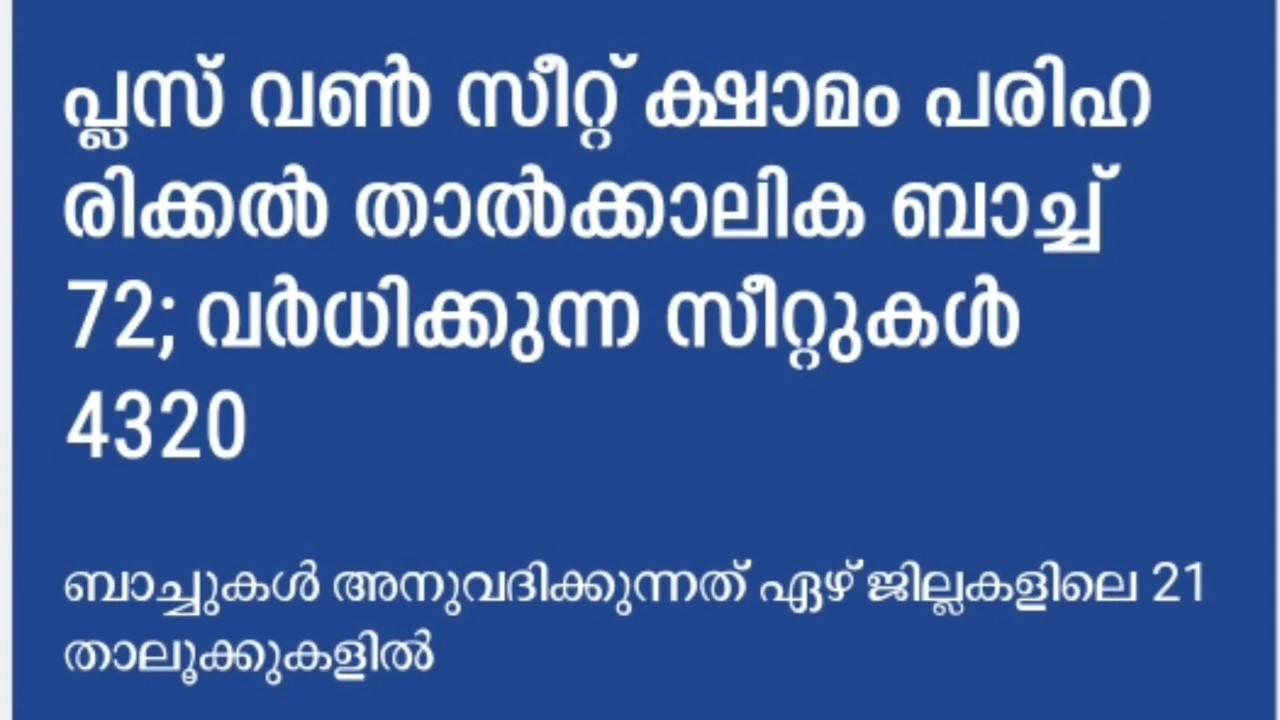 പ്ലസ് വൺ സീറ്റ് ക്ഷാമം പരിഹ
രിക്കൽ താൽക്കാലിക ബാച്ച്
72; വർധിക്കുന്ന സീറ്റുകൾ
4320
ബാച്ചുകൾ അനുവദിക്കുന്നത് ഏഴ് ജില്ലകളിലെ 21
താലൂക്കുകളിൽ